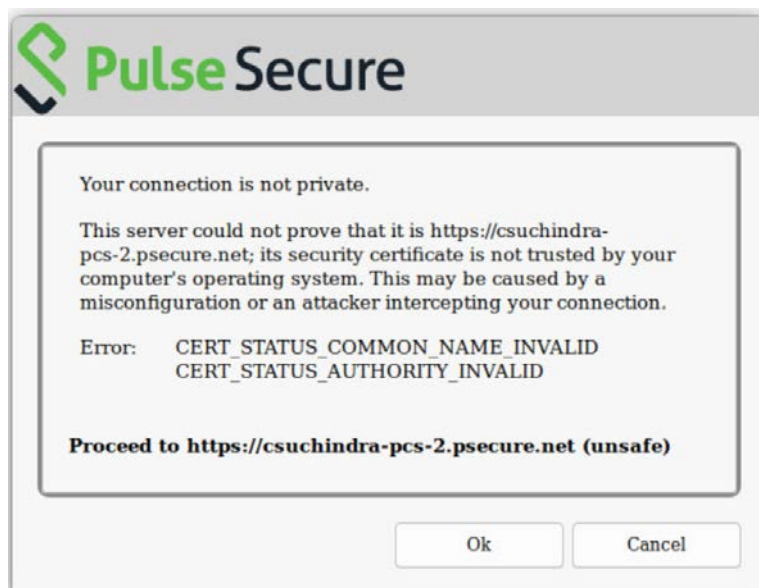 Pulse Secure
Your connection is not private.
This server could not prove that it is https://csuchindra-
pcs-2.psecure.net; its security certificate is not trusted by your
computer's operating system. This may be caused by a
misconfiguration or an attacker intercepting your connection.
Error: CERT_STATUS_COMMON_NAME_INVALID
CERT_STATUS_AUTHORITY_INVALID
Proceed to https://csuchindra-pcs-2.psecure.net (unsafe)
Ok Cancel